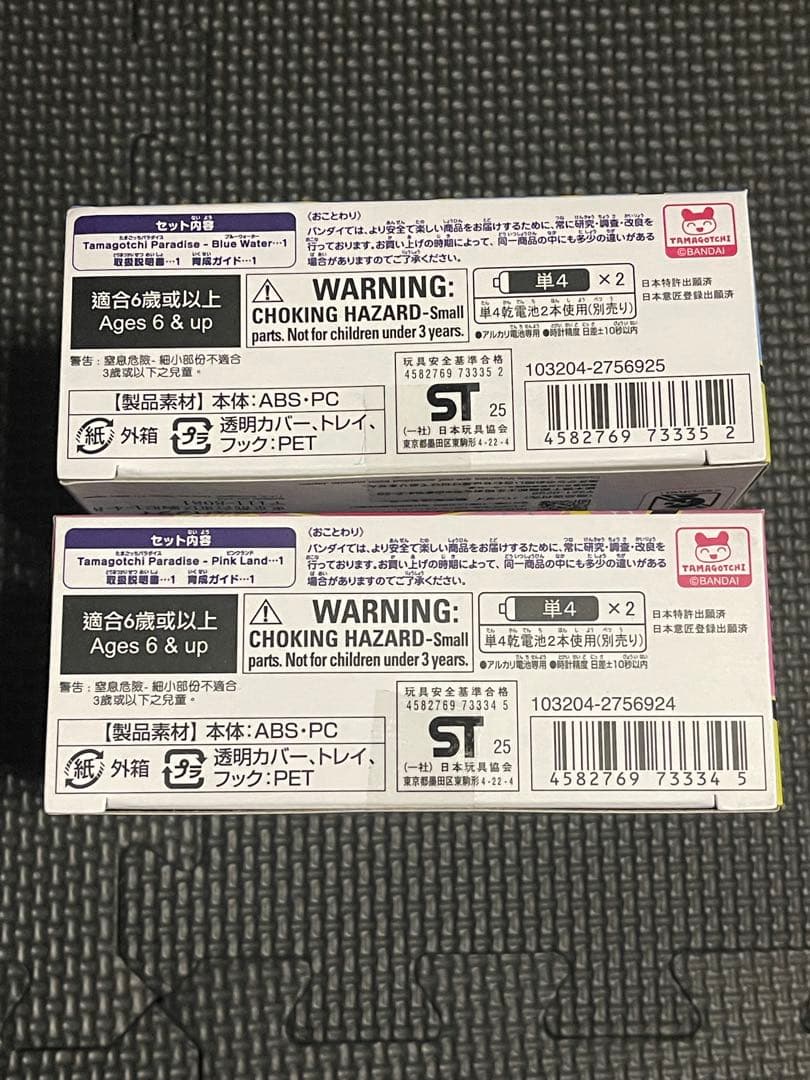 セット内容
Tamagotchi Paradise - Blue Water…1
取扱説明書…1 育成ガイド…1
〈おことわり〉
バンダイでは、より安全で楽しい商品をお届けするために、常に研究・調査・改良を
行っております。お買い上げの時期によって、同一商品の中にも多少の違いがある
場合がありますのでご了承ください。
TAMAGOTCHI
©BANDAI
適合6歲或以上
Ages 6 & up
WARNING:
CHOKING HAZARD-Small
parts. Not for children under 3 years.
単4 ×2
単4乾電池2本使用(別売り)
●アルカリ電池専用 ●時計精度 日差±10秒以内
日本特許出願済
日本意匠登録出願済
警告：窒息危險- 細小部份不適合
3歲或以下之兒童。
【製品素材】本体：ABS・PC
紙 外箱 プラ 透明カバー、トレイ、
フック：PET
玩具安全基準合格
4582769 73335 2
ST 25
(一社) 日本玩具協会
東京都墨田区東駒形4-22-4
103204-2756925
4582769 73335 2
セット内容
Tamagotchi Paradise - Pink Land…1
取扱説明書…1 育成ガイド…1
〈おことわり〉
バンダイでは、より安全で楽しい商品をお届けするために、常に研究・調査・改良を
行っております。お買い上げの時期によって、同一商品の中にも多少の違いがある
場合がありますのでご了承ください。
TAMAGOTCHI
©BANDAI
適合6歲或以上
Ages 6 & up
WARNING:
CHOKING HAZARD-Small
parts. Not for children under 3 years.
単4 ×2
単4乾電池2本使用(別売り)
●アルカリ電池専用 ●時計精度 日差±10秒以内
日本特許出願済
日本意匠登録出願済
警告：窒息危險- 細小部份不適合
3歲或以下之兒童。
【製品素材】本体：ABS・PC
紙 外箱 プラ 透明カバー、トレイ、
フック：PET
玩具安全基準合格
4582769 73334 5
ST 25
(一社) 日本玩具協会
東京都墨田区東駒形4-22-4
103204-2756924
4582769 73334 5